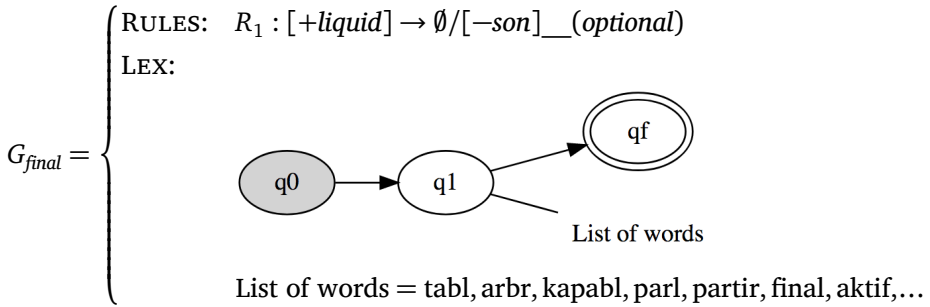 RULES: R₁ : [+liquid] → ∅/[−son]__(optional)
LEX:
G_final =
qf
q0 q1
List of words
List of words = tabl, arbr, kapabl, parl, partir, final, aktif,…